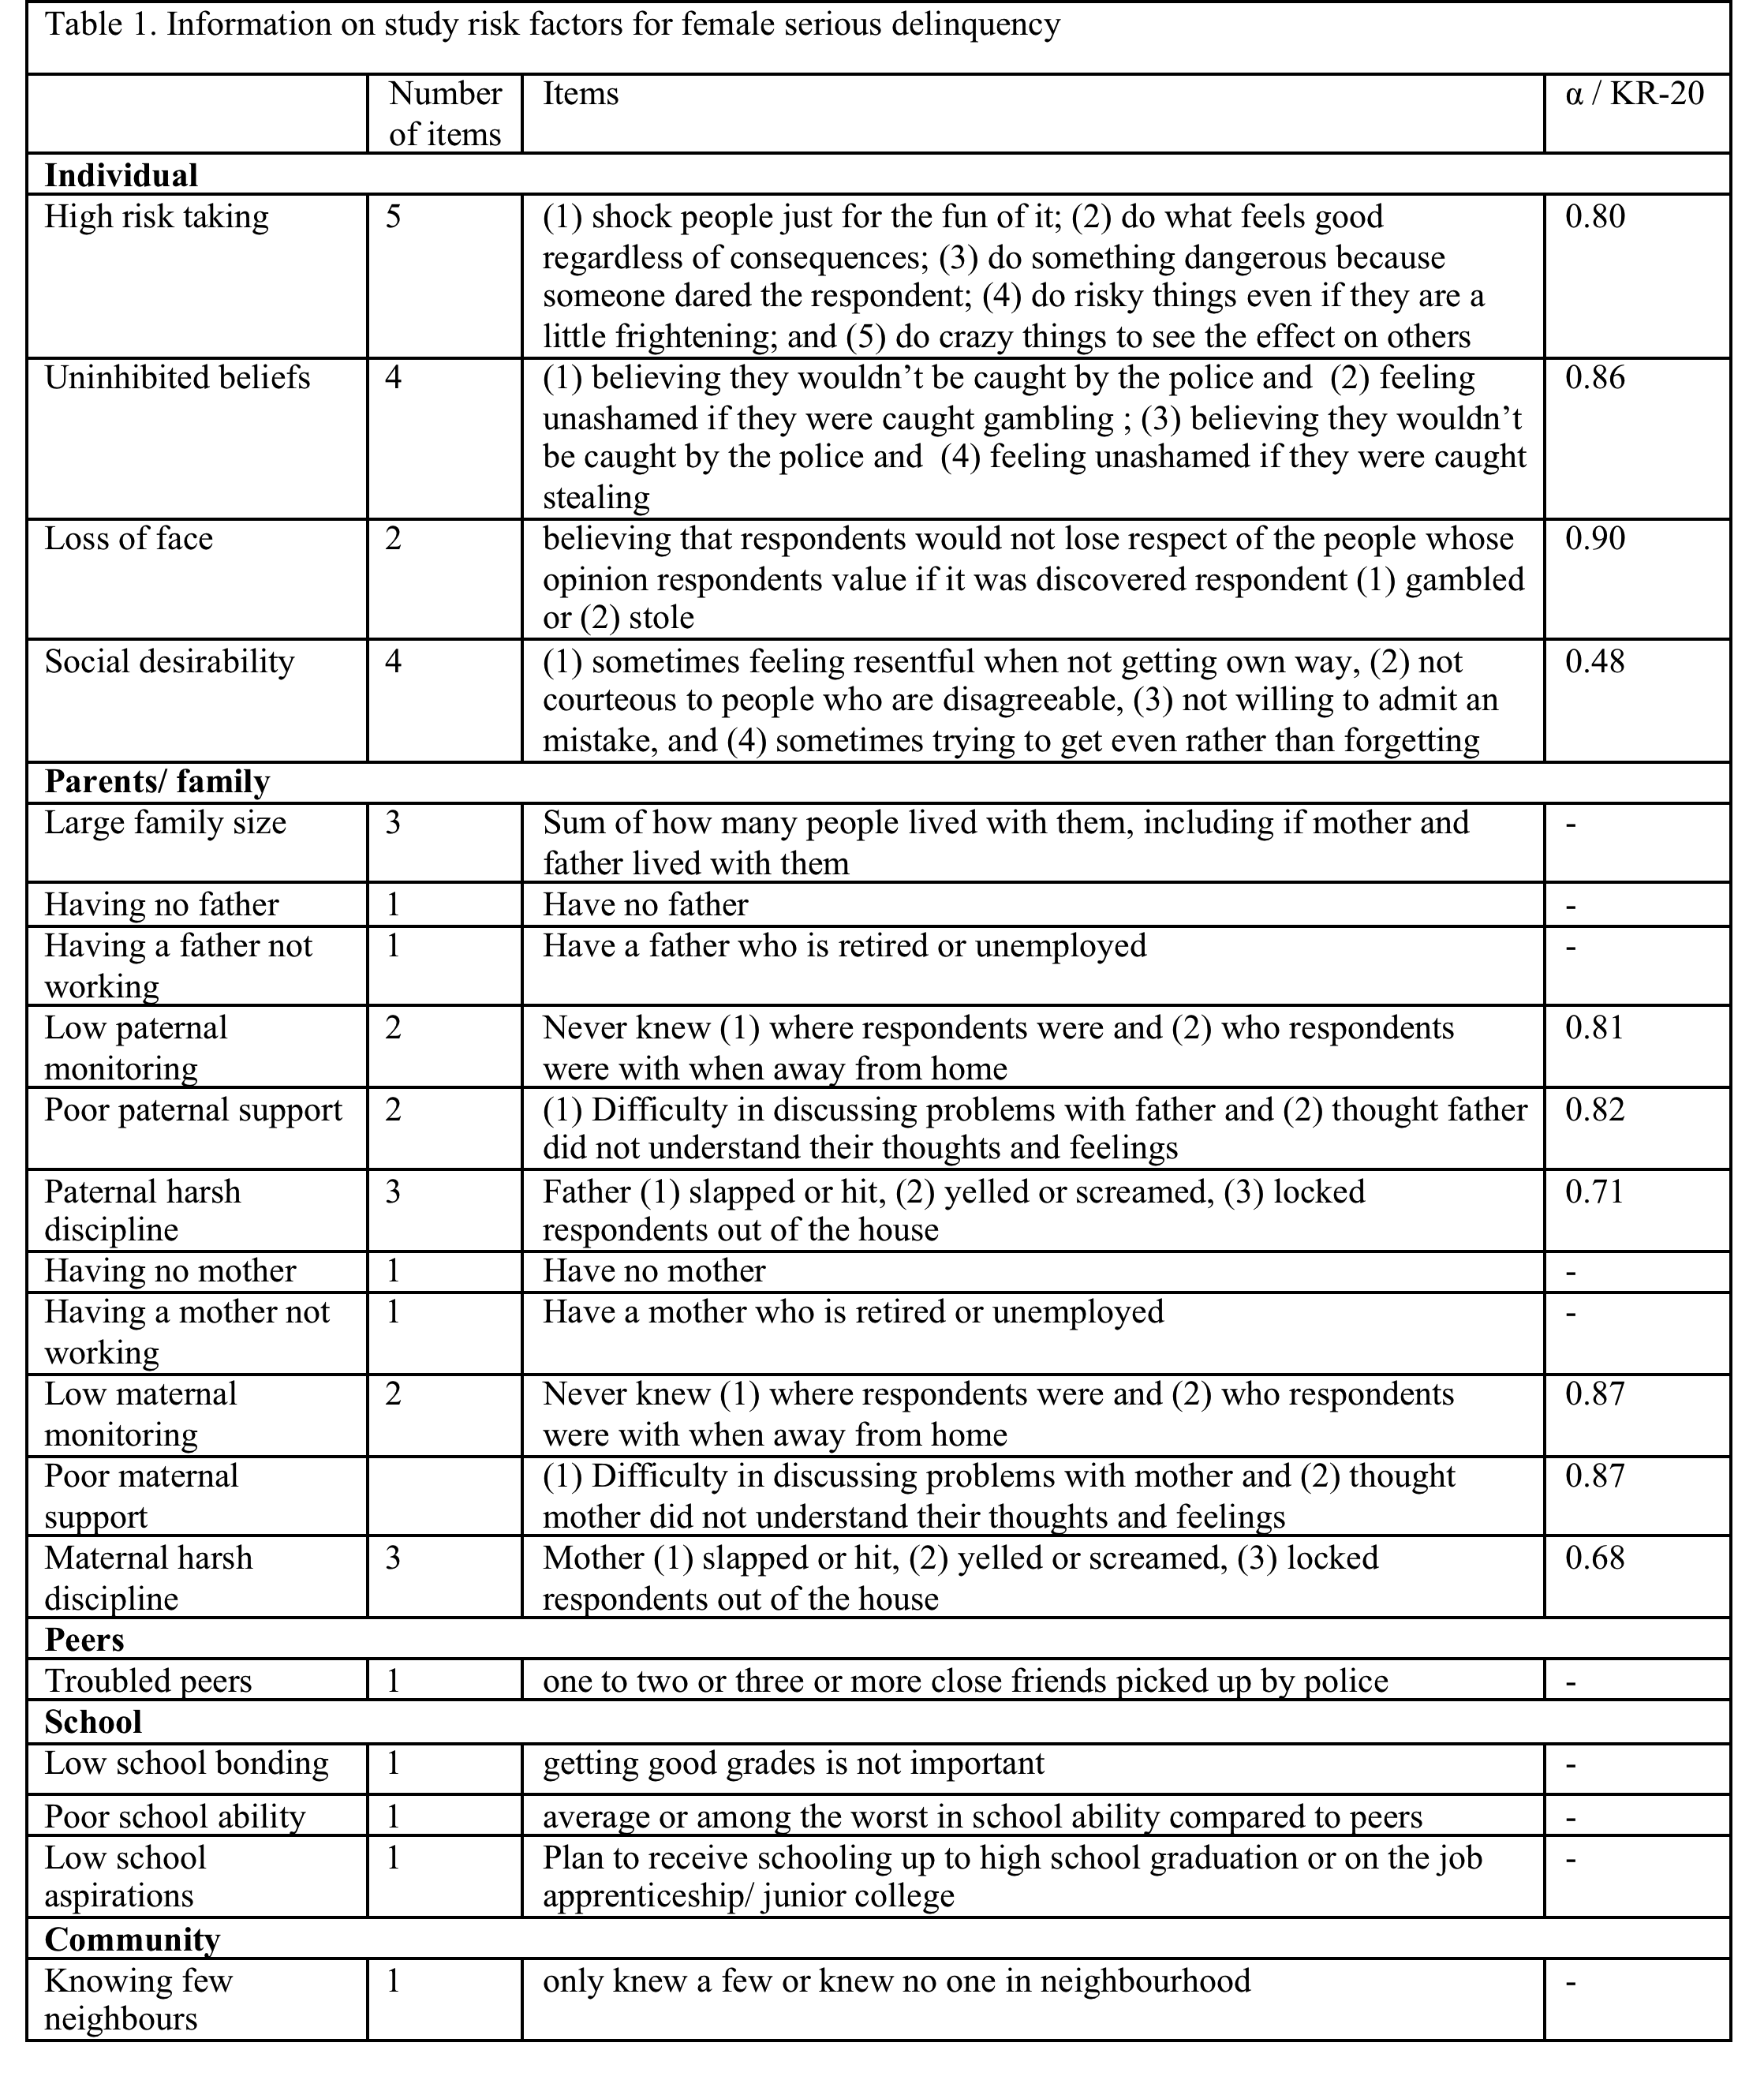 Table 1. Information on study risk factors for female serious delinquency
Number of items
Items
α / KR-20
Individual
High risk taking
5
(1) shock people just for the fun of it; (2) do what feels good
regardless of consequences; (3) do something dangerous because
someone dared the respondent; (4) do risky things even if they are a
little frightening; and (5) do crazy things to see the effect on others
0.80
Uninhibited beliefs
4
(1) believing they wouldn’t be caught by the police and  (2) feeling
unashamed if they were caught gambling ; (3) believing they wouldn’t
be caught by the police and  (4) feeling unashamed if they were caught
stealing
0.86
Loss of face
2
believing that respondents would not lose respect of the people whose
opinion respondents value if it was discovered respondent (1) gambled
or (2) stole
0.90
Social desirability
4
(1) sometimes feeling resentful when not getting own way, (2) not
courteous to people who are disagreeable, (3) not willing to admit an
mistake, and (4) sometimes trying to get even rather than forgetting
0.48
Parents/ family
Large family size
3
Sum of how many people lived with them, including if mother and
father lived with them
-
Having no father
1
Have no father
-
Having a father not
working
1
Have a father who is retired or unemployed
-
Low paternal
monitoring
2
Never knew (1) where respondents were and (2) who respondents
were with when away from home
0.81
Poor paternal support
2
(1) Difficulty in discussing problems with father and (2) thought father
did not understand their thoughts and feelings
0.82
Paternal harsh
discipline
3
Father (1) slapped or hit, (2) yelled or screamed, (3) locked
respondents out of the house
0.71
Having no mother
1
Have no mother
-
Having a mother not
working
1
Have a mother who is retired or unemployed
-
Low maternal
monitoring
2
Never knew (1) where respondents were and (2) who respondents
were with when away from home
0.87
Poor maternal
support
(1) Difficulty in discussing problems with mother and (2) thought
mother did not understand their thoughts and feelings
0.87
Maternal harsh
discipline
3
Mother (1) slapped or hit, (2) yelled or screamed, (3) locked
respondents out of the house
0.68
Peers
Troubled peers
1
one to two or three or more close friends picked up by police
-
School
Low school bonding
1
getting good grades is not important
-
Poor school ability
1
average or among the worst in school ability compared to peers
-
Low school
aspirations
1
Plan to receive schooling up to high school graduation or on the job
apprenticeship/ junior college
-
Community
Knowing few
neighbours
1
only knew a few or knew no one in neighbourhood
-